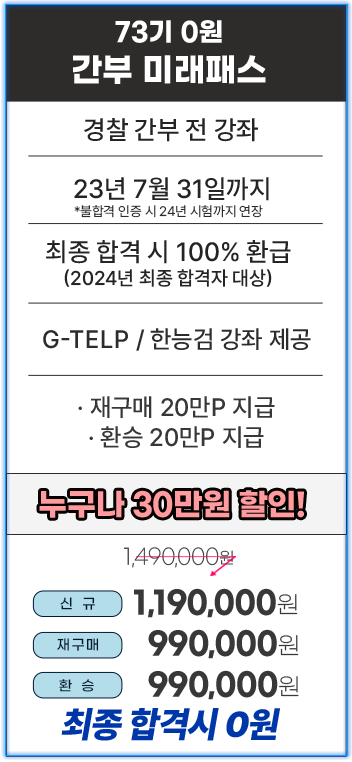 73기 0원
간부 미래패스
경찰 간부 전 강좌
23년 7월 31일까지
*불합격 인증 시 24년 시험까지 연장
최종 합격 시 100% 환급
(2024년 최종 합격자 대상)
G-TELP / 한능검 강좌 제공
· 재구매 20만P 지급
· 환승 20만P 지급
누구나 30만원 할인!
1,490,000원
신 규 1,190,000원
재구매 990,000원
환 승 990,000원
최종 합격시 0원